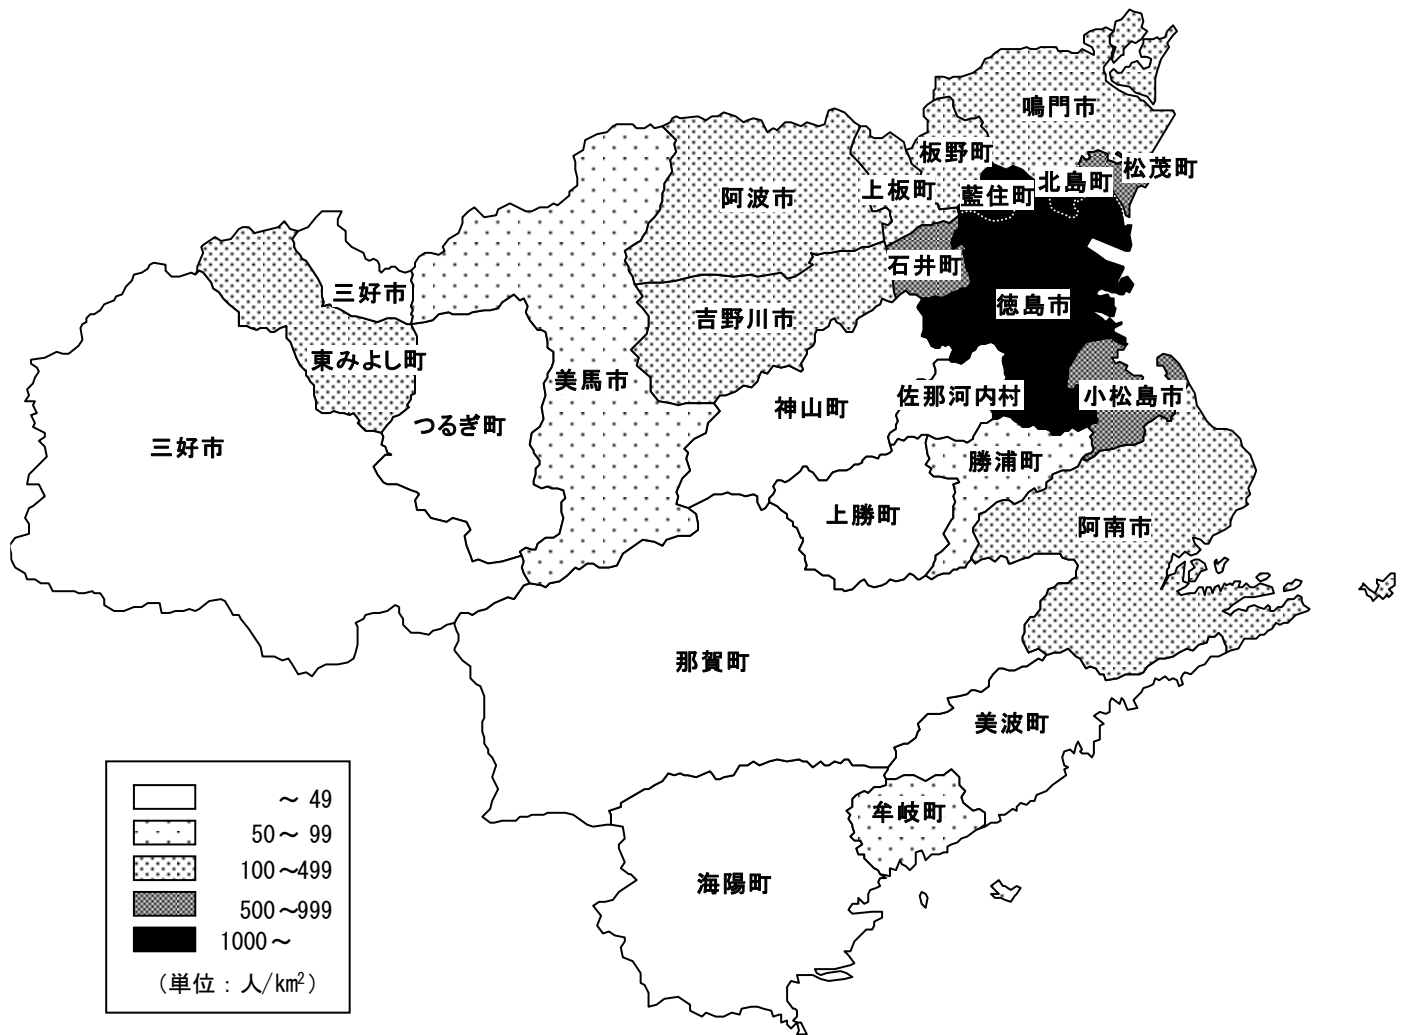 鳴門市
板野町
松茂町
上板町
藍住町
北島町
阿波市
石井町
三好市
徳島市
吉野川市
東みよし町
美馬市
佐那河内村
小松島市
神山町
つるぎ町
三好市
勝浦町
上勝町
阿南市
那賀町
美波町
牟岐町
海陽町
～ 49
50～ 99
100～499
500～999
1000～
（単位：人/km²）